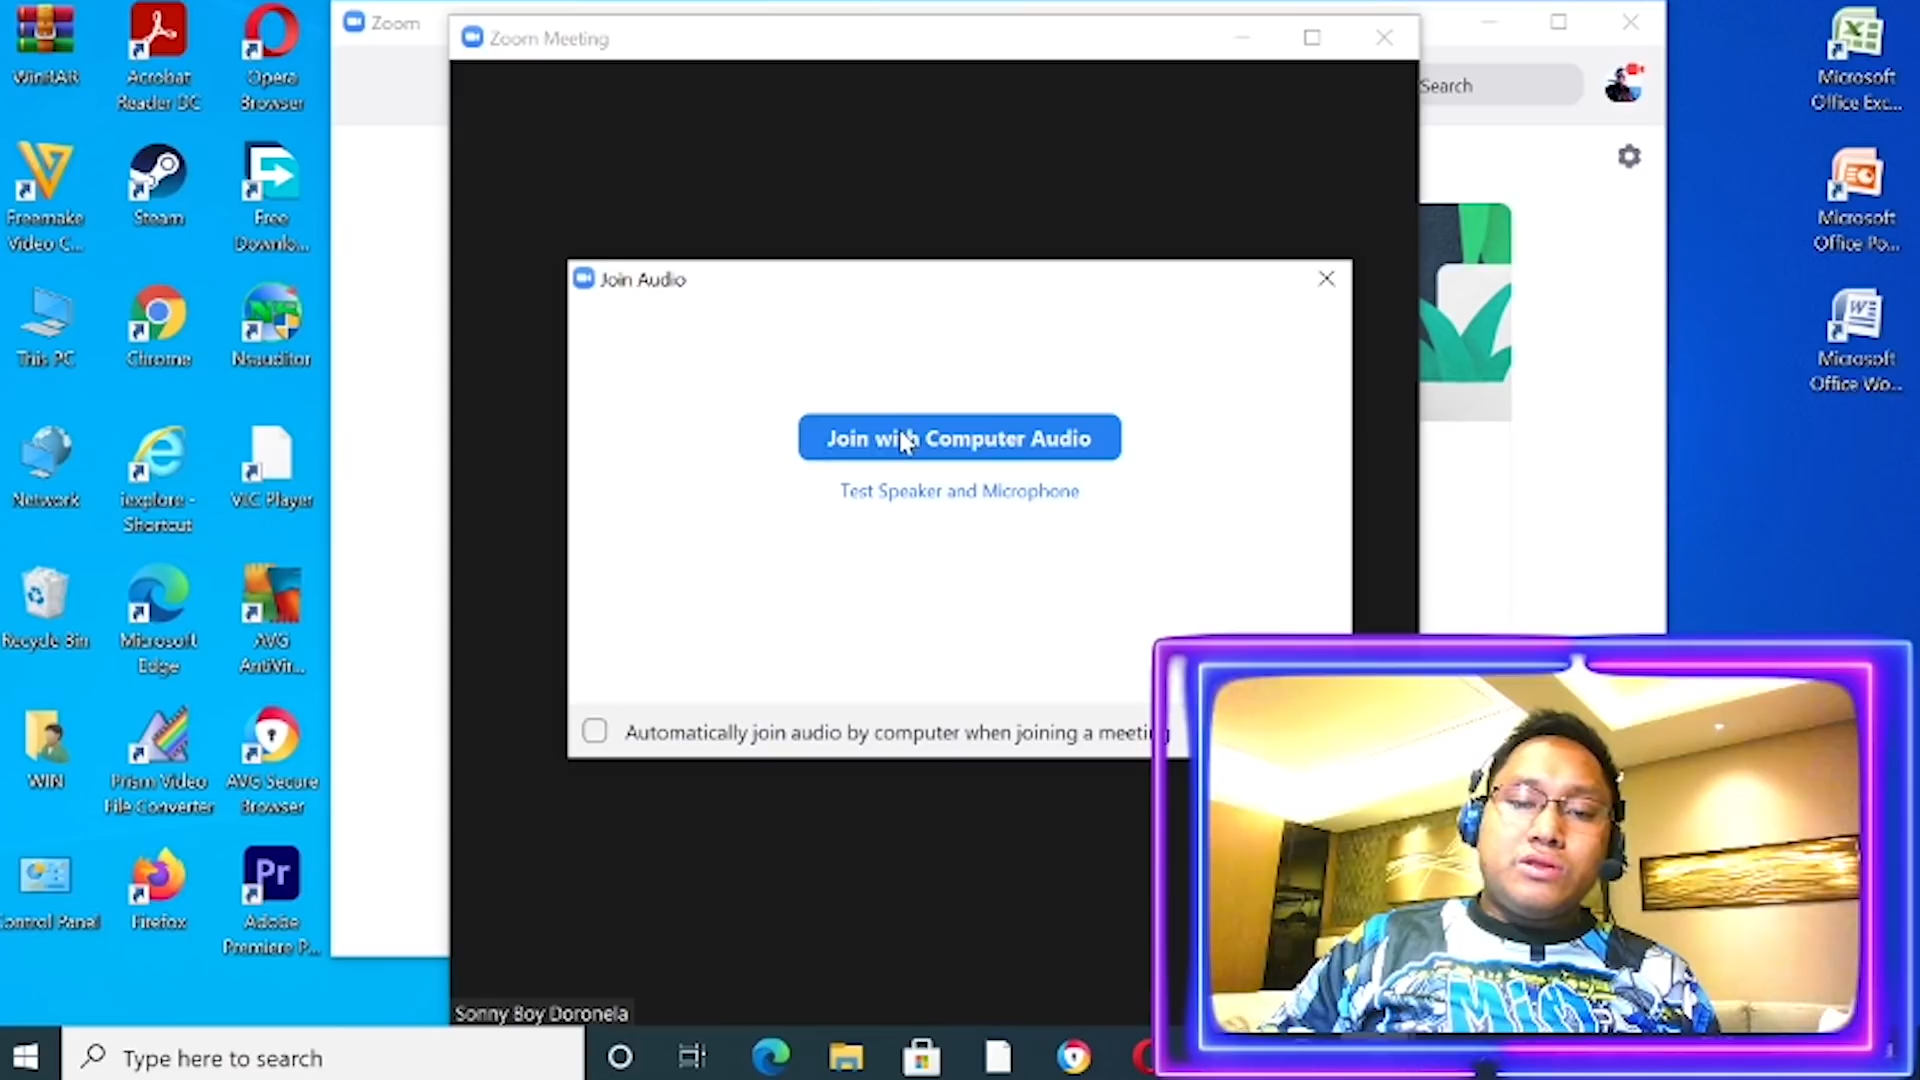 WinRAR
Acrobat
Reader DC
Opera
Browser
Freemake
Video C...
Steam
Free
Downlo...
This PC
Chrome
Nsauditor
Network
iexplore -
Shortcut
VLC Player
Recycle Bin
Microsoft
Edge
AVG
AntiVir...
WIN
Prism Video
File Converter
AVG Secure
Browser
ontrol Panel
Firefox
Pr
Adobe
Premiere P...
Zoom
Zoom Meeting
Search
Join Audio
Join with Computer Audio
Test Speaker and Microphone
Automatically join audio by computer when joining a meeting
Sonny Boy Doronela
Microsoft
Office Exc...
Microsoft
Office Po...
Microsoft
Office Wo...
Type here to search